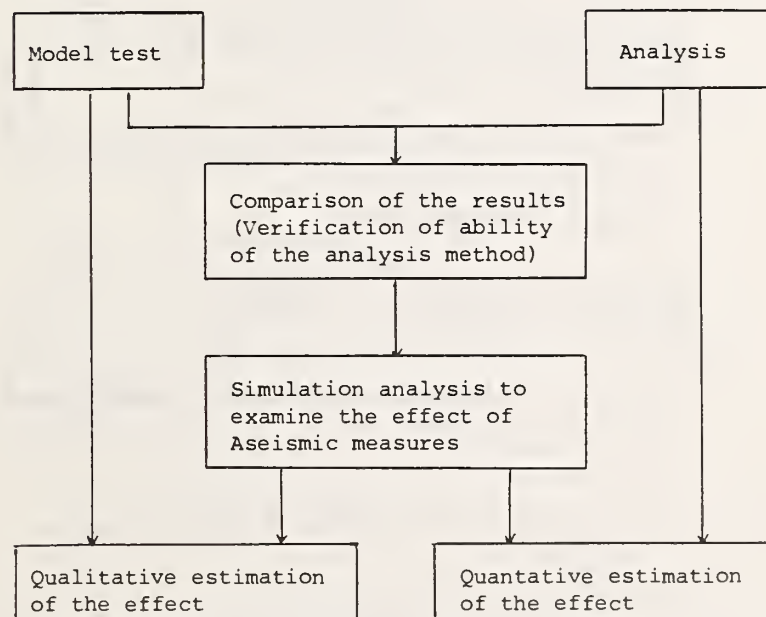 Model test
Analysis
Comparison of the results
(Verification of ability
of the analysis method)
Simulation analysis to
examine the effect of
Aseismic measures
Qualitative estimation
of the effect
Quantative estimation
of the effect